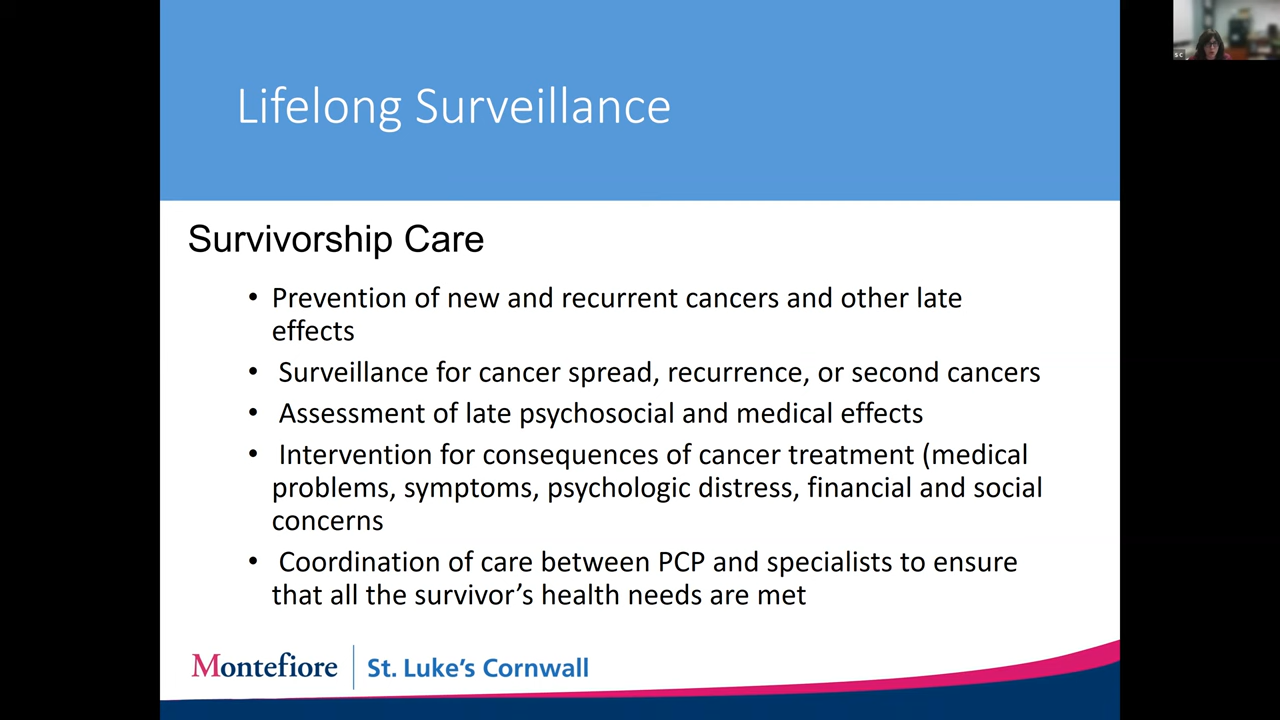 Lifelong Surveillance
Survivorship Care
• Prevention of new and recurrent cancers and other late
effects
• Surveillance for cancer spread, recurrence, or second cancers
• Assessment of late psychosocial and medical effects
• Intervention for consequences of cancer treatment (medical
problems, symptoms, psychologic distress, financial and social
concerns
• Coordination of care between PCP and specialists to ensure
that all the survivor's health needs are met
Montefiore | St. Luke's Cornwall
s c